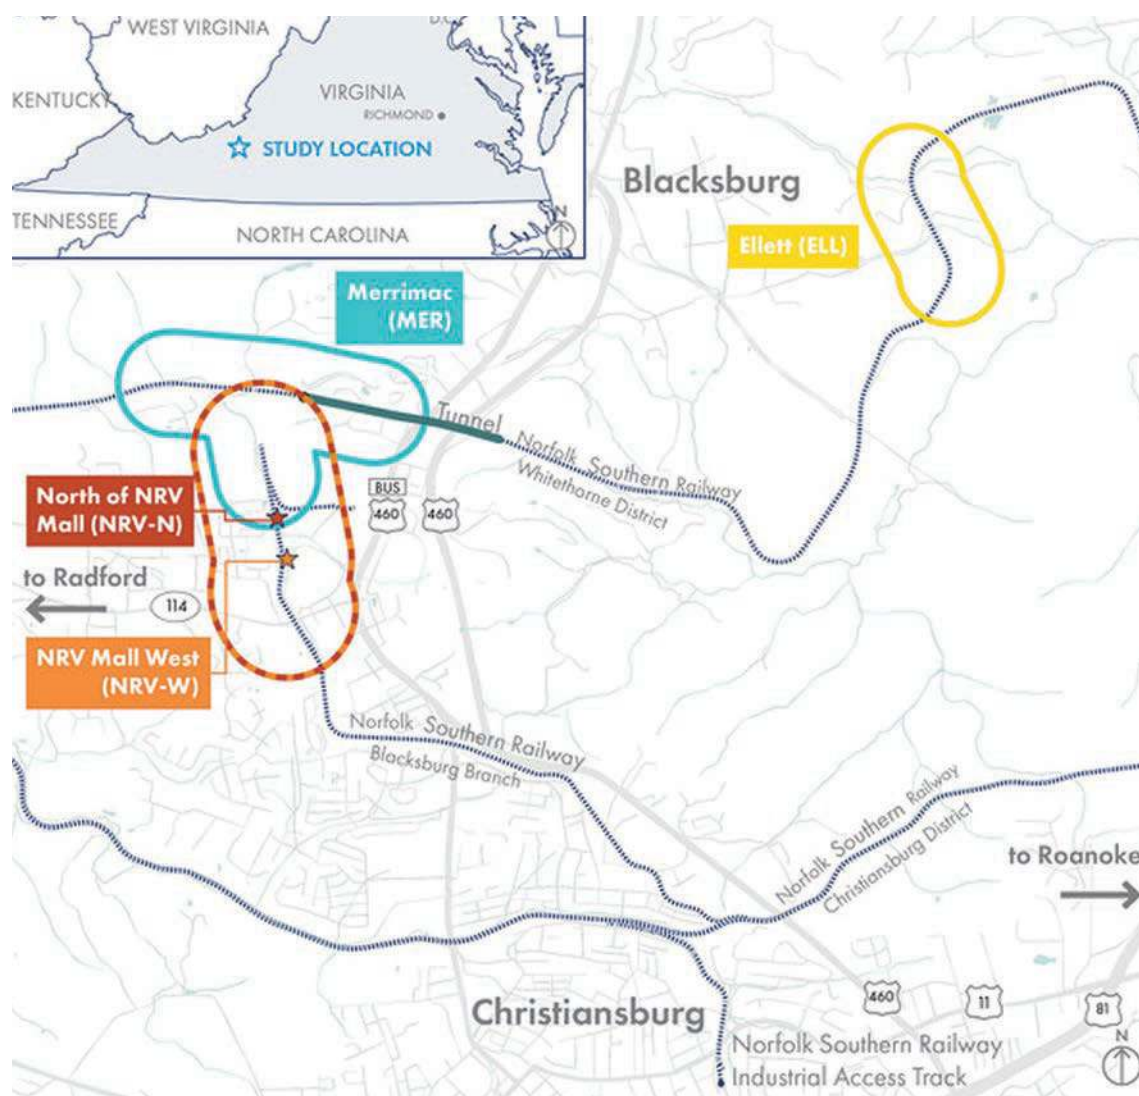 WEST VIRGINIA
D.C.
KENTUCKY
VIRGINIA
RICHMOND
STUDY LOCATION
TENNESSEE
NORTH CAROLINA
N
Blacksburg
Ellett (ELL)
Merrimac
(MER)
Tunnel
Norfolk Southern Railway
Whitethorne District
BUS
460
460
North of NRV
Mall (NRV-N)
to Radford
114
NRV Mall West
(NRV-W)
Norfolk Southern Railway
Blacksburg Branch
Norfolk Southern Railway
Christiansburg District
to Roanoke
Christiansburg
460
11
81
N
Norfolk Southern Railway
Industrial Access Track